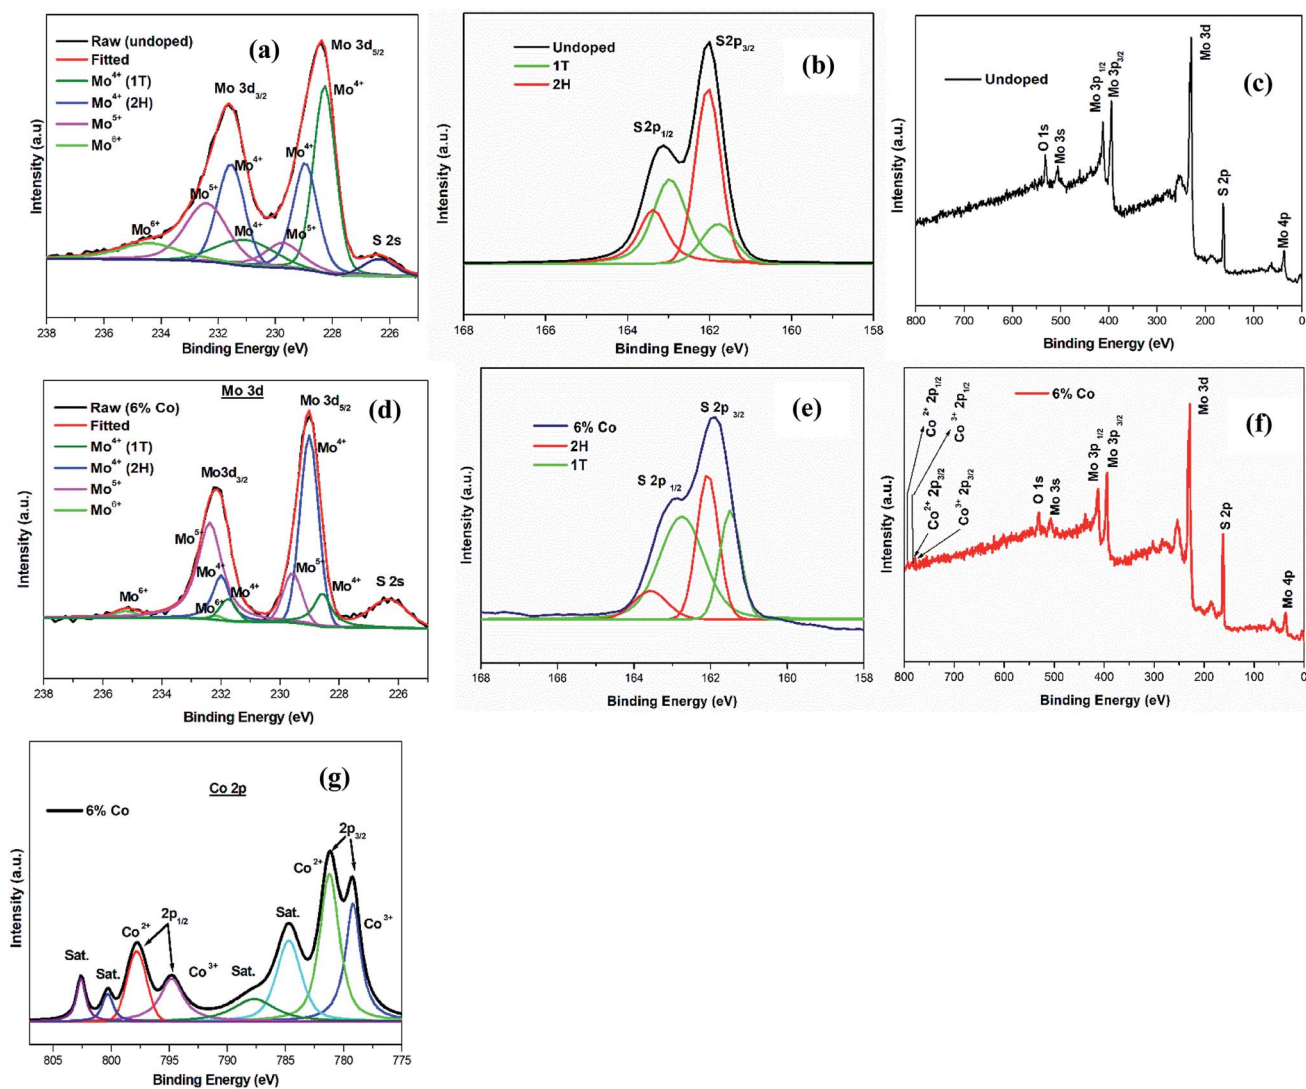 (a)
Raw (undoped)
Fitted
Mo⁴⁺ (1T)
Mo⁴⁺ (2H)
Mo⁵⁺
Mo⁶⁺
Mo 3d₅/₂
Mo⁴⁺
Mo 3d₃/₂
Mo⁴⁺
Mo⁴⁺
Mo⁵⁺
Mo⁶⁺
Mo⁴⁺
Mo⁵⁺
S 2s
Intensity (a.u)
238 236 234 232 230 228 226
Binding Energy (eV)
(b)
Undoped
1T
2H
S2p₃/₂
S 2p₁/₂
Intensity (a.u.)
168 166 164 162 160 158
Binding Eneegy (eV)
(c)
Undoped
Mo 3d
Mo 3p₁/₂
Mo 3p₃/₂
O 1s
Mo 3s
S 2p
Mo 4p
Intensity (a.u.)
800 700 600 500 400 300 200 100 0
Binding Energy (eV)
(d)
Mo 3d
Raw (6% Co)
Fitted
Mo⁴⁺ (1T)
Mo⁴⁺ (2H)
Mo⁵⁺
Mo⁶⁺
Mo 3d₅/₂
Mo⁴⁺
Mo3d₃/₂
Mo⁵⁺
Mo⁴⁺
Mo⁴⁺
Mo⁵⁺
Mo⁴⁺
Mo⁶⁺
Mo⁶⁺
S 2s
Intensity (a.u.)
238 236 234 232 230 228 226
Binding Energy (eV)
(e)
6% Co
2H
1T
S 2p ₃/₂
S 2p ₁/₂
Intensity (a.u.)
168 166 164 162 160 158
Binding Energy (eV)
(f)
6% Co
Co²⁺ 2p₁/₂
Co³⁺ 2p₁/₂
Co²⁺ 2p₃/₂
Co³⁺ 2p₃/₂
Mo 3d
Mo 3p₁/₂
Mo 3p₃/₂
O 1s
Mo 3s
S 2p
Mo 4p
Intensity (a.u.)
800 700 600 500 400 300 200 100 0
Binding Energy (eV)
(g)
Co 2p
6% Co
2p₃/₂
Co²⁺
Co³⁺
2p₁/₂
Co²⁺
Co³⁺
Sat.
Sat.
Sat.
Sat.
Intensity (a.u.)
805 800 795 790 785 780 775
Binding Energy (eV)